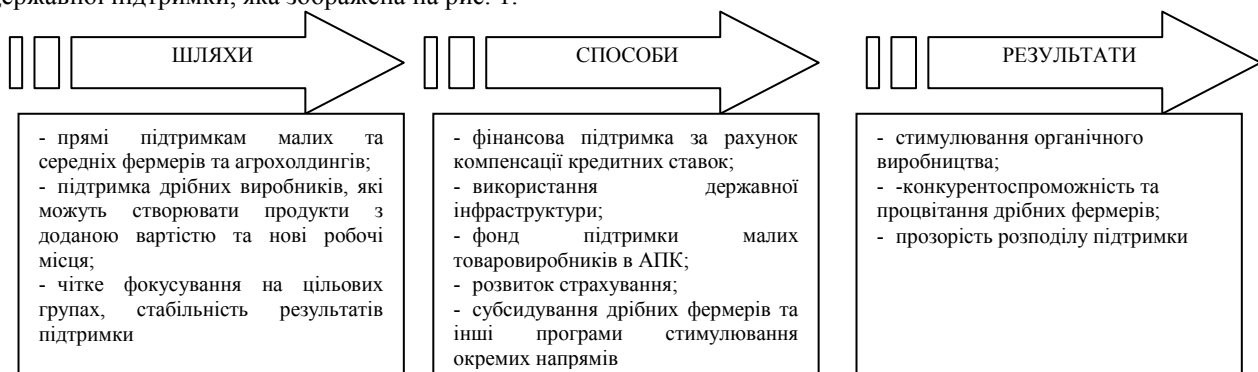 державної підтримки, яка зображена на рис. 1.
ШЛЯХИ
- прямі підтримкам малих та
середніх фермерів та агрохолдингів;
- підтримка дрібних виробників, які
можуть створювати продукти з
доданою вартістю та нові робочі
місця;
- чітке фокусування на цільових
групах, стабільність результатів
підтримки
СПОСОБИ
- фінансова підтримка за рахунок
компенсації кредитних ставок;
- використання державної
інфраструктури;
- фонд підтримки малих
товаровиробників в АПК;
- розвиток страхування;
- субсидування дрібних фермерів та
інші програми стимулювання
окремих напрямів
РЕЗУЛЬТАТИ
- стимулювання органічного
виробництва;
- -конкурентоспроможність та
процвітання дрібних фермерів;
- прозорість розподілу підтримки